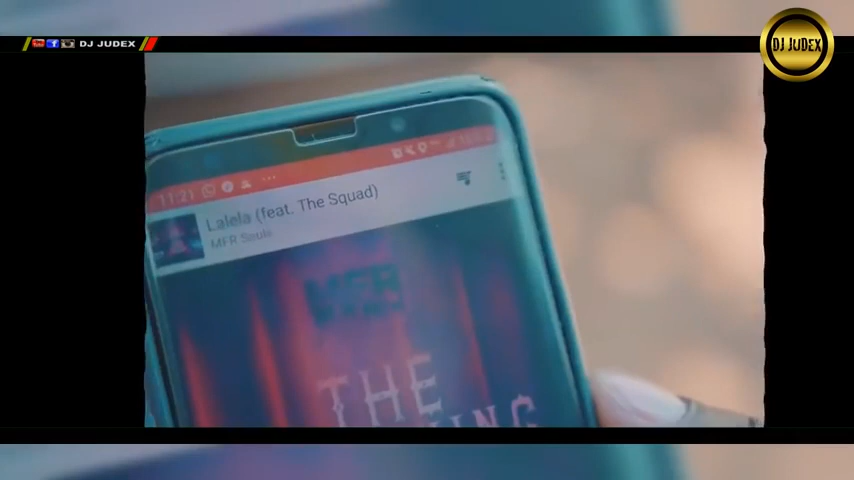 DJ JUDEX
DJ JUDEX
11:21
Lalela (feat. The Squad)
MFR Souls
MFR
THE